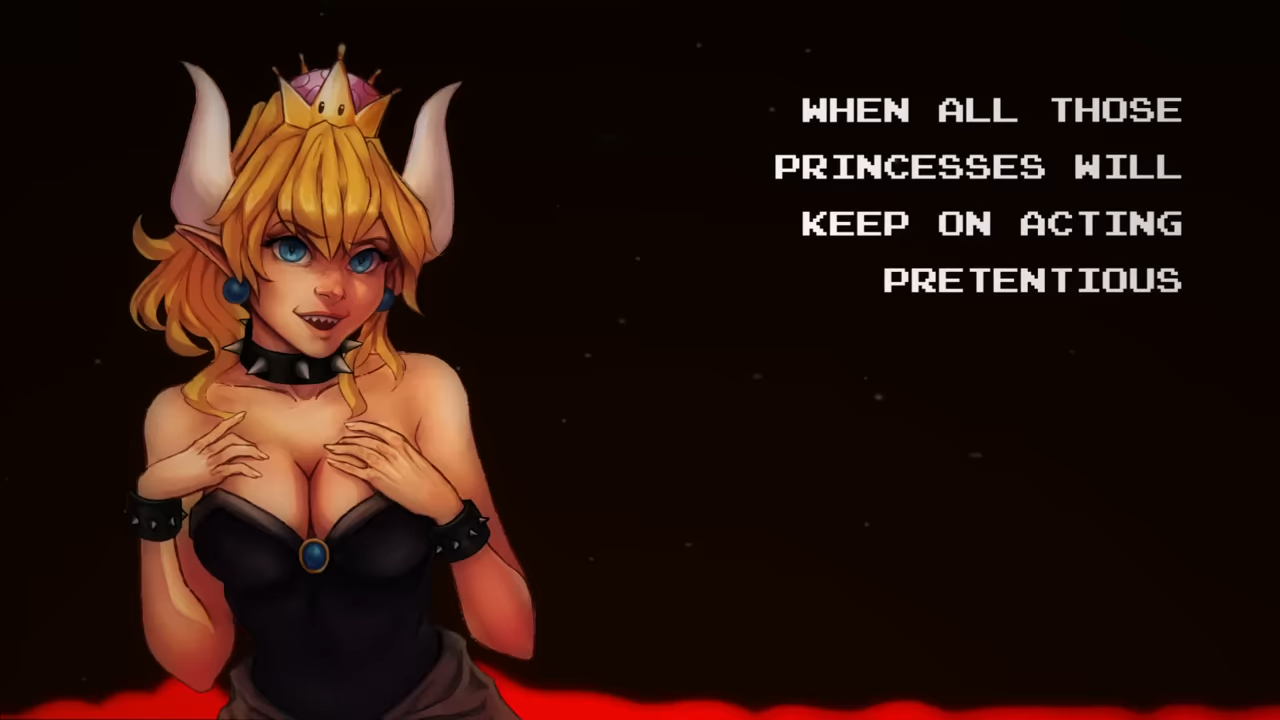 WHEN ALL THOSE
PRINCESSES WILL
KEEP ON ACTING
PRETENTIOUS